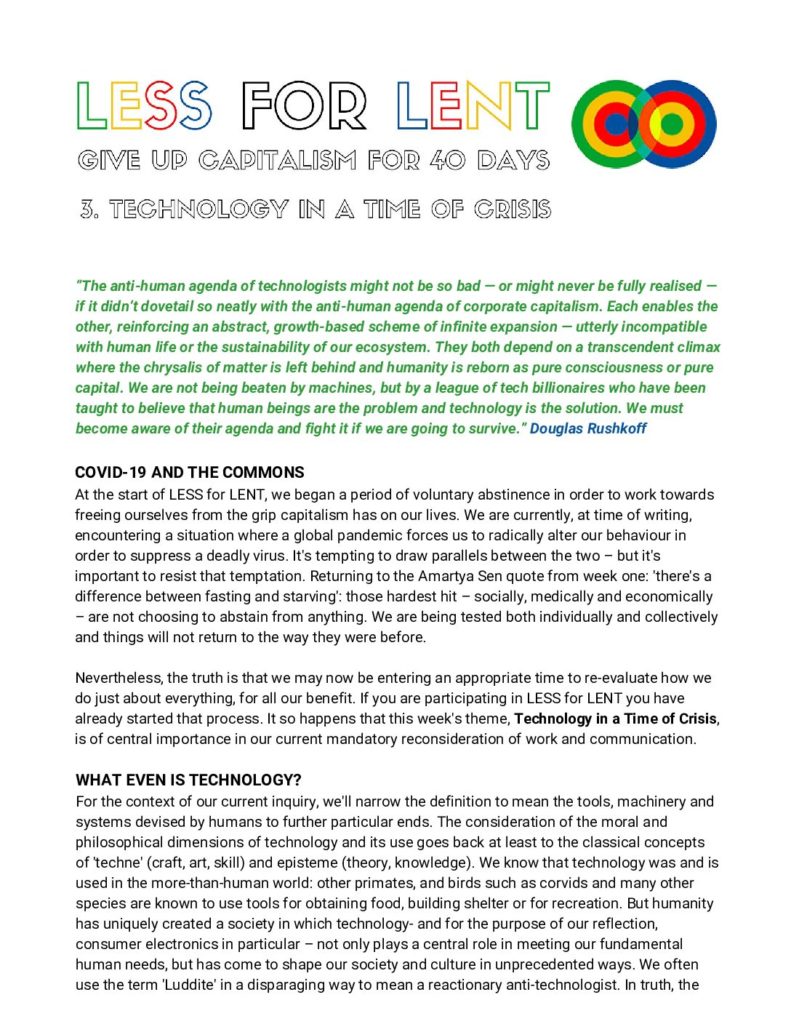 LESS FOR LENT
GIVE UP CAPITALISM FOR 40 DAYS
3. TECHNOLOGY IN A TIME OF CRISIS
"The anti-human agenda of technologists might not be so bad — or might never be fully realised —
if it didn't dovetail so neatly with the anti-human agenda of corporate capitalism. Each enables the
other, reinforcing an abstract, growth-based scheme of infinite expansion — utterly incompatible
with human life or the sustainability of our ecosystem. They both depend on a transcendent climax
where the chrysalis of matter is left behind and humanity is reborn as pure consciousness or pure
capital. We are not being beaten by machines, but by a league of tech billionaires who have been
taught to believe that human beings are the problem and technology is the solution. We must
become aware of their agenda and fight it if we are going to survive." Douglas Rushkoff
COVID-19 AND THE COMMONS
At the start of LESS for LENT, we began a period of voluntary abstinence in order to work towards
freeing ourselves from the grip capitalism has on our lives. We are currently, at time of writing,
encountering a situation where a global pandemic forces us to radically alter our behaviour in
order to suppress a deadly virus. It's tempting to draw parallels between the two – but it's
important to resist that temptation. Returning to the Amartya Sen quote from week one: 'there's a
difference between fasting and starving': those hardest hit – socially, medically and economically
– are not choosing to abstain from anything. We are being tested both individually and collectively
and things will not return to the way they were before.
Nevertheless, the truth is that we may now be entering an appropriate time to re-evaluate how we
do just about everything, for all our benefit. If you are participating in LESS for LENT you have
already started that process. It so happens that this week's theme, Technology in a Time of Crisis,
is of central importance in our current mandatory reconsideration of work and communication.
WHAT EVEN IS TECHNOLOGY?
For the context of our current inquiry, we'll narrow the definition to mean the tools, machinery and
systems devised by humans to further particular ends. The consideration of the moral and
philosophical dimensions of technology and its use goes back at least to the classical concepts
of 'techne' (craft, art, skill) and episteme (theory, knowledge). We know that technology was and is
used in the more-than-human world: other primates, and birds such as corvids and many other
species are known to use tools for obtaining food, building shelter or for recreation. But humanity
has uniquely created a society in which technology- and for the purpose of our reflection,
consumer electronics in particular – not only plays a central role in meeting our fundamental
human needs, but has come to shape our society and culture in unprecedented ways. We often
use the term 'Luddite' in a disparaging way to mean a reactionary anti-technologist. In truth, the